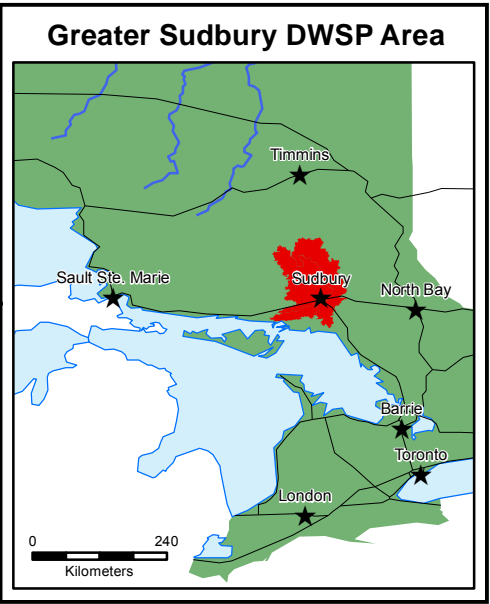 Greater Sudbury DWSP Area
Timmins
Sault Ste. Marie
Sudbury
North Bay
Barrie
Toronto
London
0 240
Kilometers